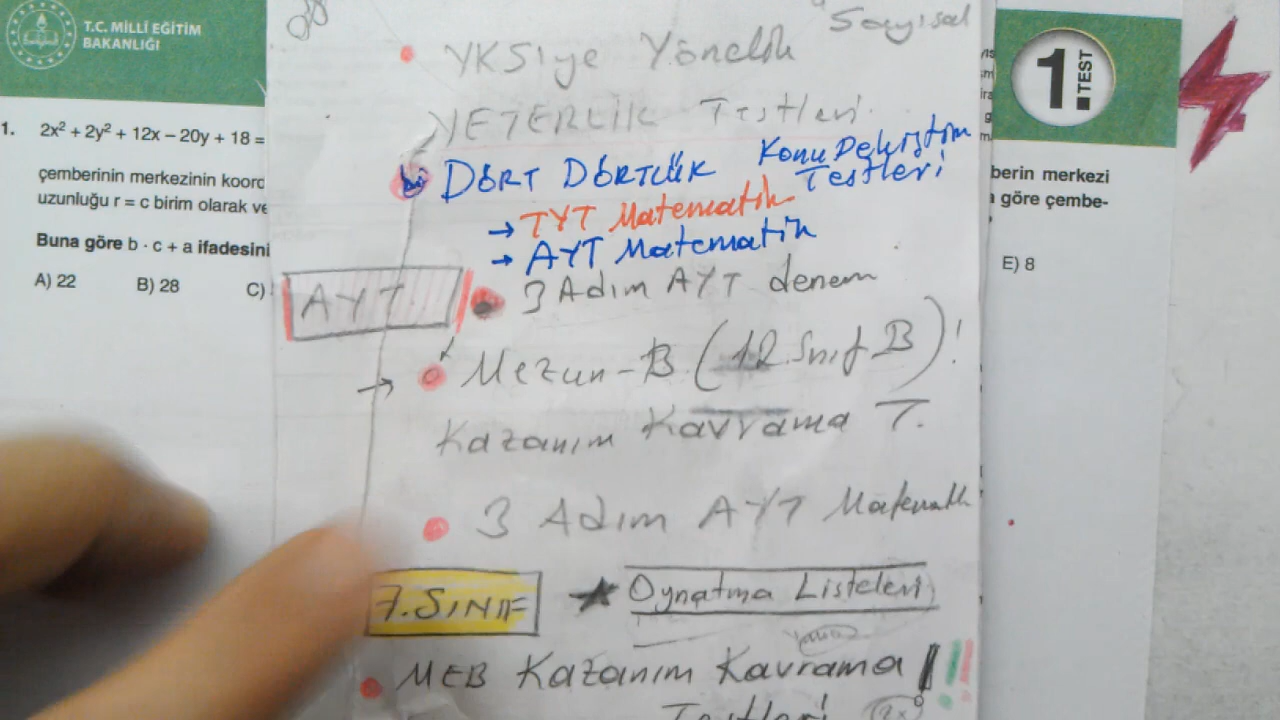 T.C. MİLLÎ EĞİTİM
BAKANLIĞI
1. 2x² + 2y² + 12x – 20y + 18 =
çemberinin merkezinin koord
uzunluğu r = c birim olarak ve
Buna göre b · c + a ifadesini
A) 22 B) 28 C)
"Sayısal
YKS'ye Yönelik
YETERLİK Testleri
DÖRT DÖRTLÜK Konu Pekiştirm
Testleri
→ TYT Matematik
→ AYT Matematik
AYT
3 Adım AYT denem
→ Mezun-B (12.Sınıf B)!
Kazanım Kavrama T.
3 Adım AYT Matematik
7. SINIF ★ Oynatma Listeleri
MEB Kazanım Kavrama
Testleri
1. TEST
berin merkezi
göre çembe-
E) 8